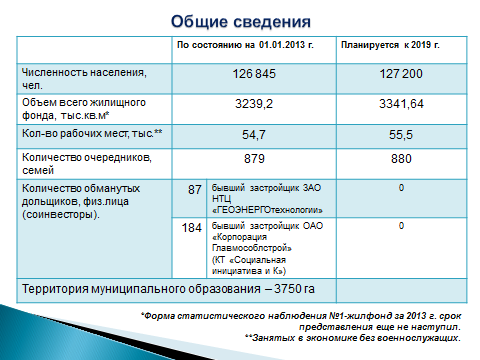 Общие сведения
По состоянию на 01.01.2013 г.
Планируется к 2019 г.
Численность населения,
чел.
126 845
127 200
Объем всего жилищного
фонда, тыс.кв.м*
3239,2
3341,64
Кол-во рабочих мест, тыс.**
54,7
55,5
Количество очередников,
семей
879
880
Количество обманутых
дольщиков, физ.лица
(соинвесторы).
87
бывший застройщик ЗАО
НТЦ
«ГЕОЭНЕРГОтехнологии»
0
184
бывший застройщик ОАО
«Корпорация
Главмособлстрой»
(КТ «Социальная
инициатива и К»)
0
Территория муниципального образования – 3750 га
*Форма статистического наблюдения №1-жилфонд за 2013 г. срок
представления еще не наступил.
**Занятых в экономике без военнослужащих.